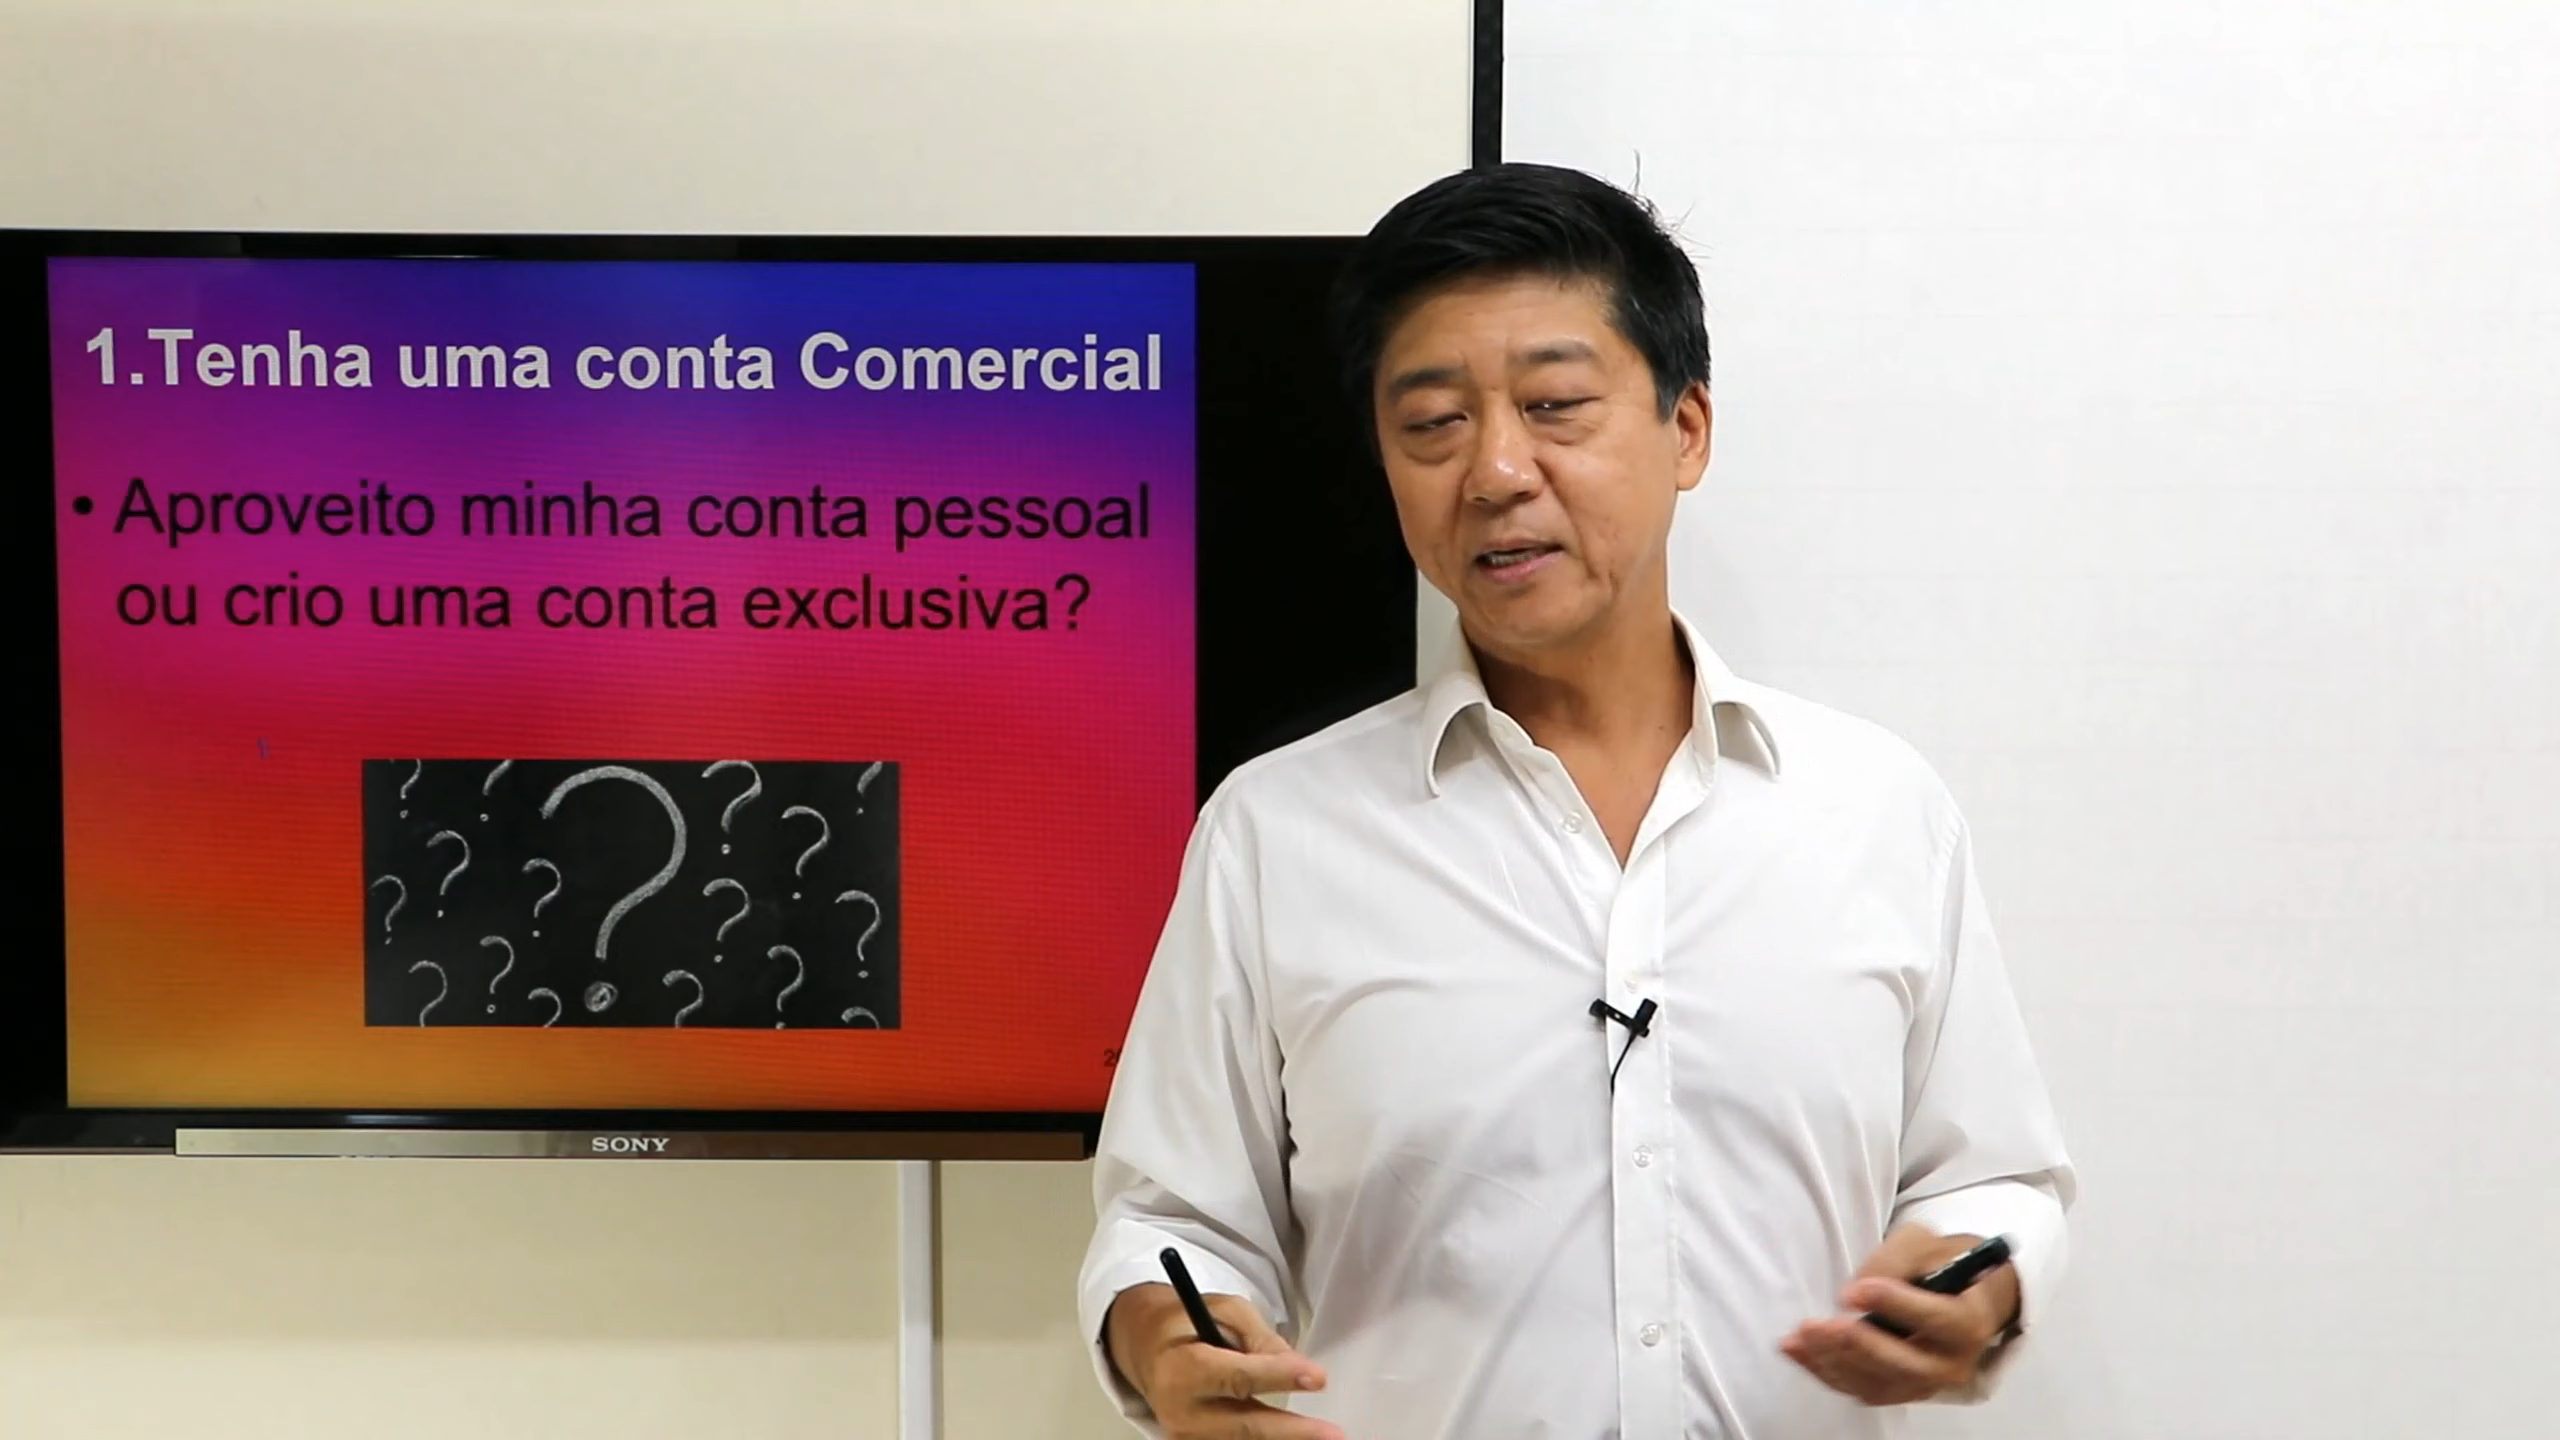 1.Tenha uma conta Comercial
• Aproveito minha conta pessoal
ou crio uma conta exclusiva?
? ? ? ? ? ? ? ? ? ? ? ? ? ? ? ? ? ?
SONY